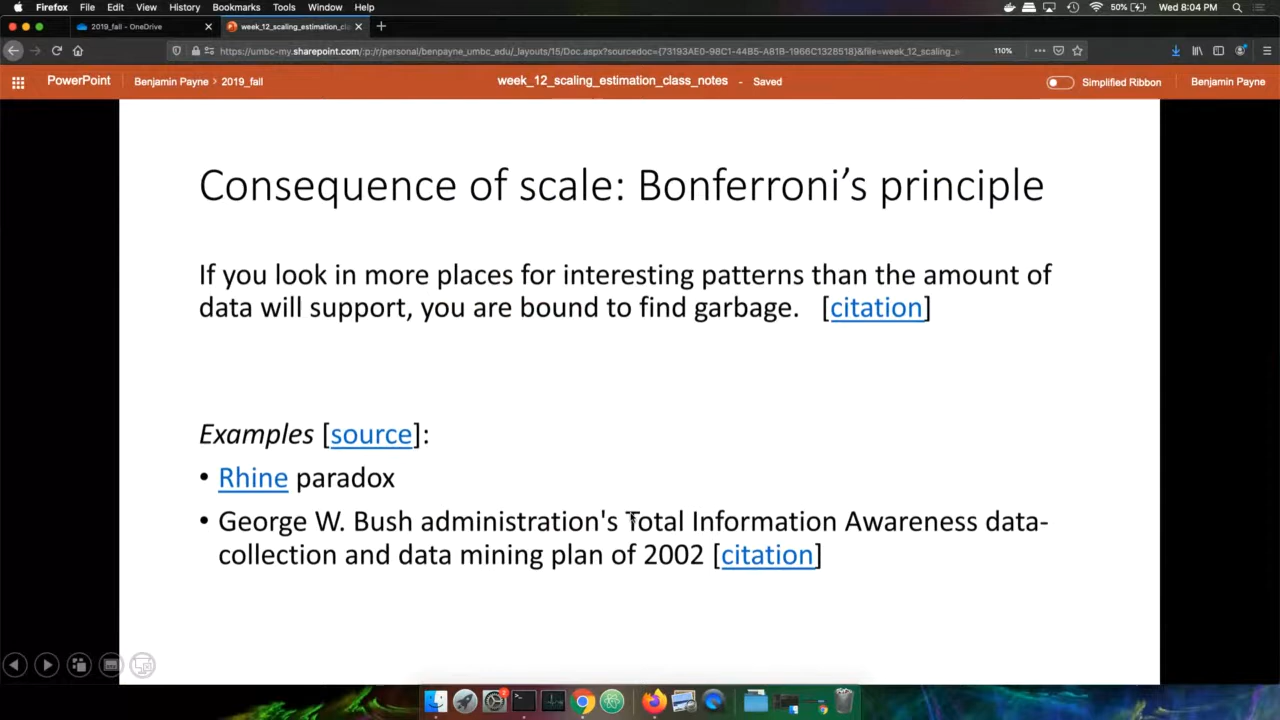 Firefox File Edit View History Bookmarks Tools Window Help 50% Wed 8:04 PM
2019_fall - OneDrive week_12_scaling_estimation_cl
https://umbc-my.sharepoint.com/:p:/r/personal/benpayne_umbc_edu/_layouts/15/Doc.aspx?sourcedoc={73193AE0-98C1-44B5-A81B-1966C1328518}&file=week_12_scaling_e 110%
PowerPoint Benjamin Payne > 2019_fall week_12_scaling_estimation_class_notes - Saved Simplified Ribbon Benjamin Payne
Consequence of scale: Bonferroni’s principle
If you look in more places for interesting patterns than the amount of
data will support, you are bound to find garbage. [citation]
Examples [source]:
• Rhine paradox
• George W. Bush administration's Total Information Awareness data-
collection and data mining plan of 2002 [citation]